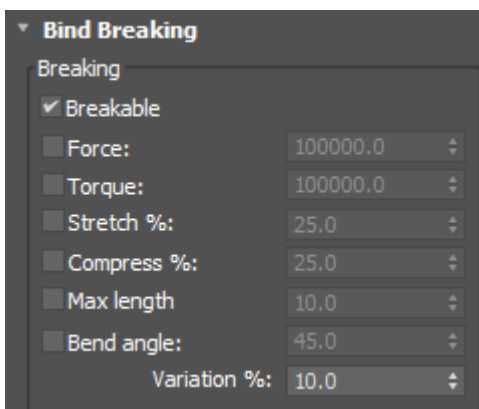 Bind Breaking
Breaking
Breakable
Force: 100000.0
Torque: 100000.0
Stretch %: 25.0
Compress %: 25.0
Max length 10.0
Bend angle: 45.0
Variation %: 10.0